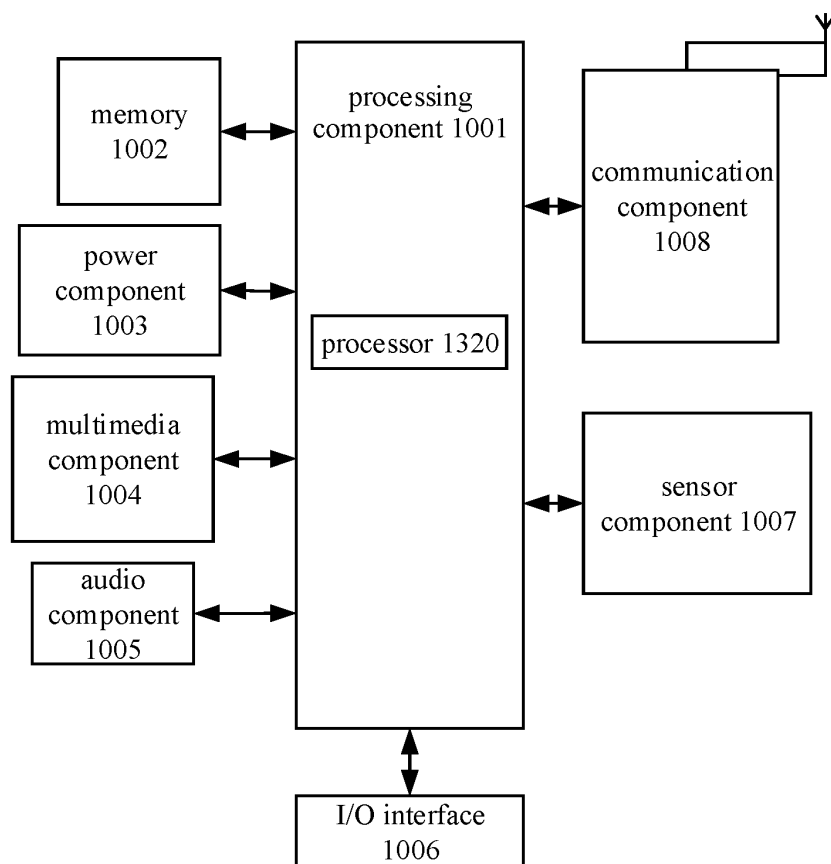 memory
1002
power
component
1003
multimedia
component
1004
audio
component
1005
processing
component 1001
processor 1320
I/O interface
1006
communication
component
1008
sensor
component 1007